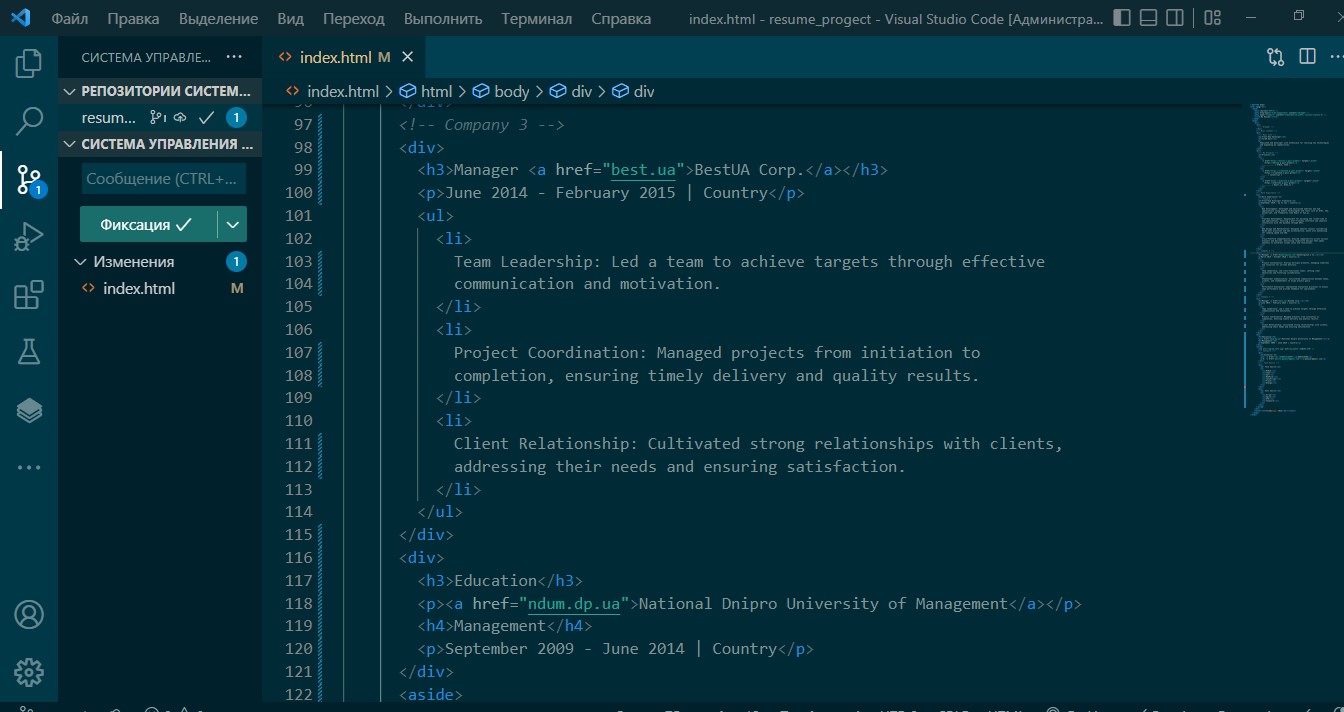 Файл Правка Выделение Вид Переход Выполнить Терминал Справка index.html - resume_progect - Visual Studio Code [Администра...
СИСТЕМА УПРАВЛЕ...
РЕПОЗИТОРИИ СИСТЕМ...
resum... 1
СИСТЕМА УПРАВЛЕНИЯ ...
Сообщение (CTRL+...
Фиксация
Изменения 1
index.html M
1
index.html M
index.html > html > body > div > div
97 <!-- Company 3 -->
98 <div>
99 <h3>Manager <a href="best.ua">BestUA Corp.</a></h3>
100 <p>June 2014 - February 2015 | Country</p>
101 <ul>
102 <li>
103 Team Leadership: Led a team to achieve targets through effective
104 communication and motivation.
105 </li>
106 <li>
107 Project Coordination: Managed projects from initiation to
108 completion, ensuring timely delivery and quality results.
109 </li>
110 <li>
111 Client Relationship: Cultivated strong relationships with clients,
112 addressing their needs and ensuring satisfaction.
113 </li>
114 </ul>
115 </div>
116 <div>
117 <h3>Education</h3>
118 <p><a href="ndum.dp.ua">National Dnipro University of Management</a></p>
119 <h4>Management</h4>
120 <p>September 2009 - June 2014 | Country</p>
121 </div>
122 <aside>